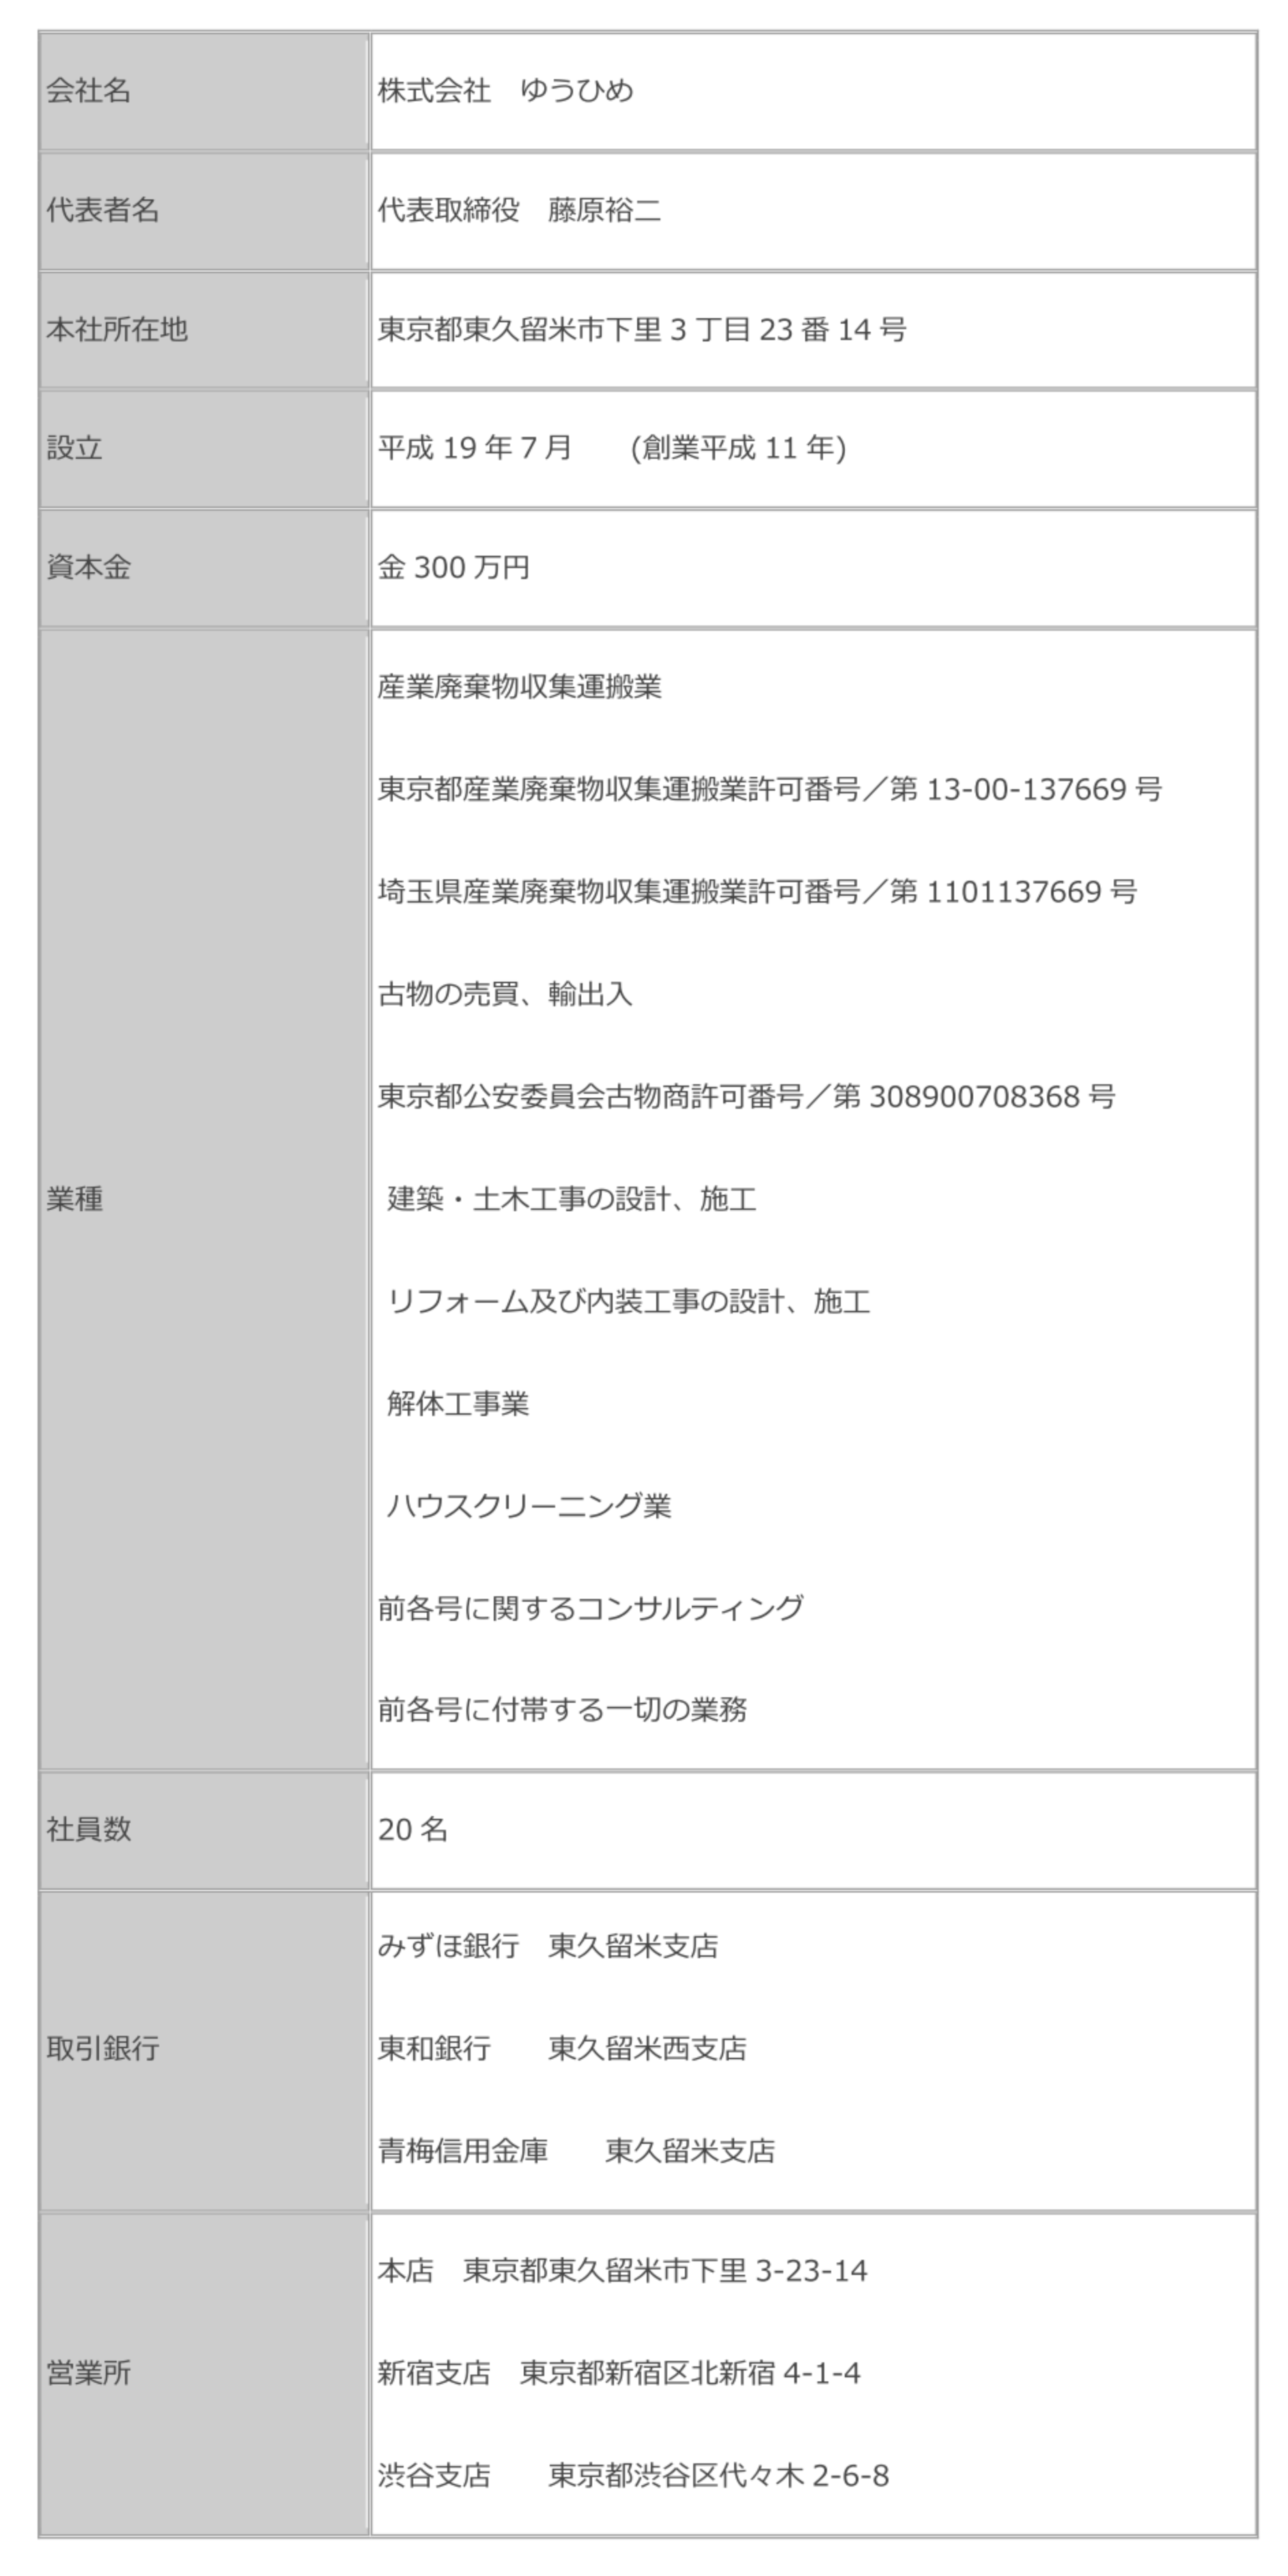 会社名
株式会社　ゆうひめ
代表者名
代表取締役　藤原裕二
本社所在地
東京都東久留米市下里 3 丁目 23 番 14 号
設立
平成 19 年 7 月　　(創業平成 11 年)
資本金
金 300 万円
業種
産業廃棄物収集運搬業
東京都産業廃棄物収集運搬業許可番号／第 13-00-137669 号
埼玉県産業廃棄物収集運搬業許可番号／第 1101137669 号
古物の売買、輸出入
東京都公安委員会古物商許可番号／第 308900708368 号
建築・土木工事の設計、施工
リフォーム及び内装工事の設計、施工
解体工事業
ハウスクリーニング業
前各号に関するコンサルティング
前各号に付帯する一切の業務
社員数
20 名
取引銀行
みずほ銀行　東久留米支店
東和銀行　　東久留米西支店
青梅信用金庫　　東久留米支店
営業所
本店　東京都東久留米市下里 3-23-14
新宿支店　東京都新宿区北新宿 4-1-4
渋谷支店　　東京都渋谷区代々木 2-6-8